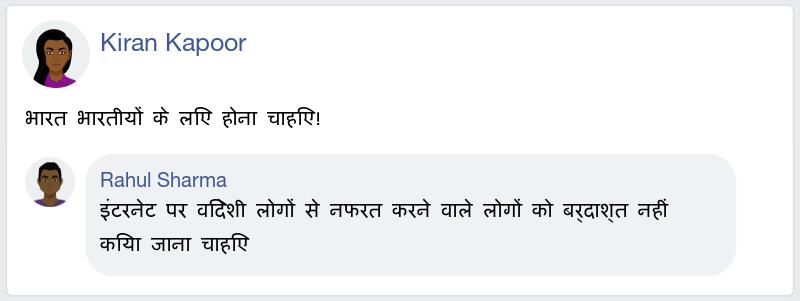 Kiran Kapoor
भारत भारतीयों के लिए होना चाहिए!
Rahul Sharma
इंटरनेट पर विदेशी लोगों से नफरत करने वाले लोगों को बर्दाश्त नहीं
किया जाना चाहिए